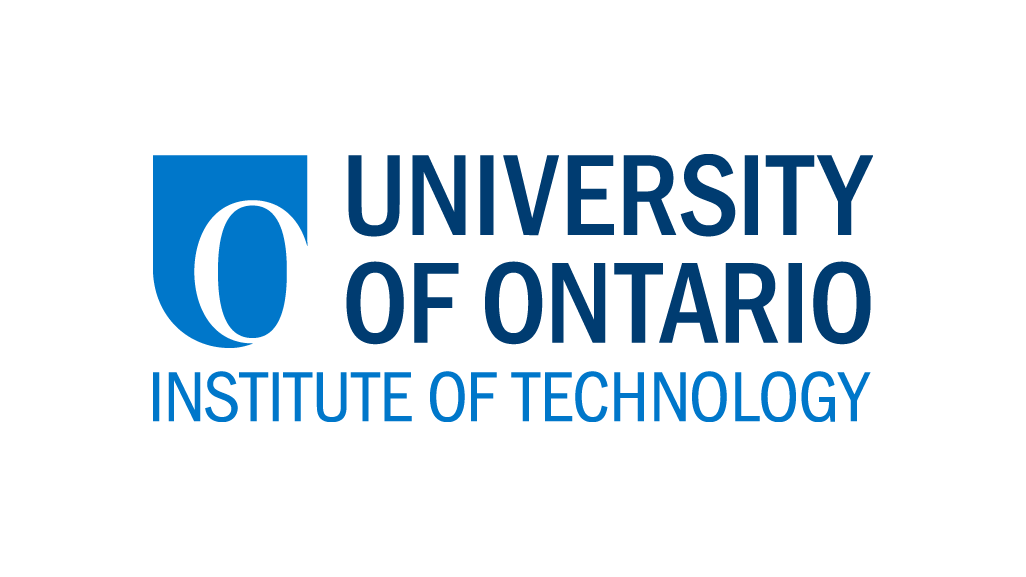 UNIVERSITY
OF ONTARIO
INSTITUTE OF TECHNOLOGY